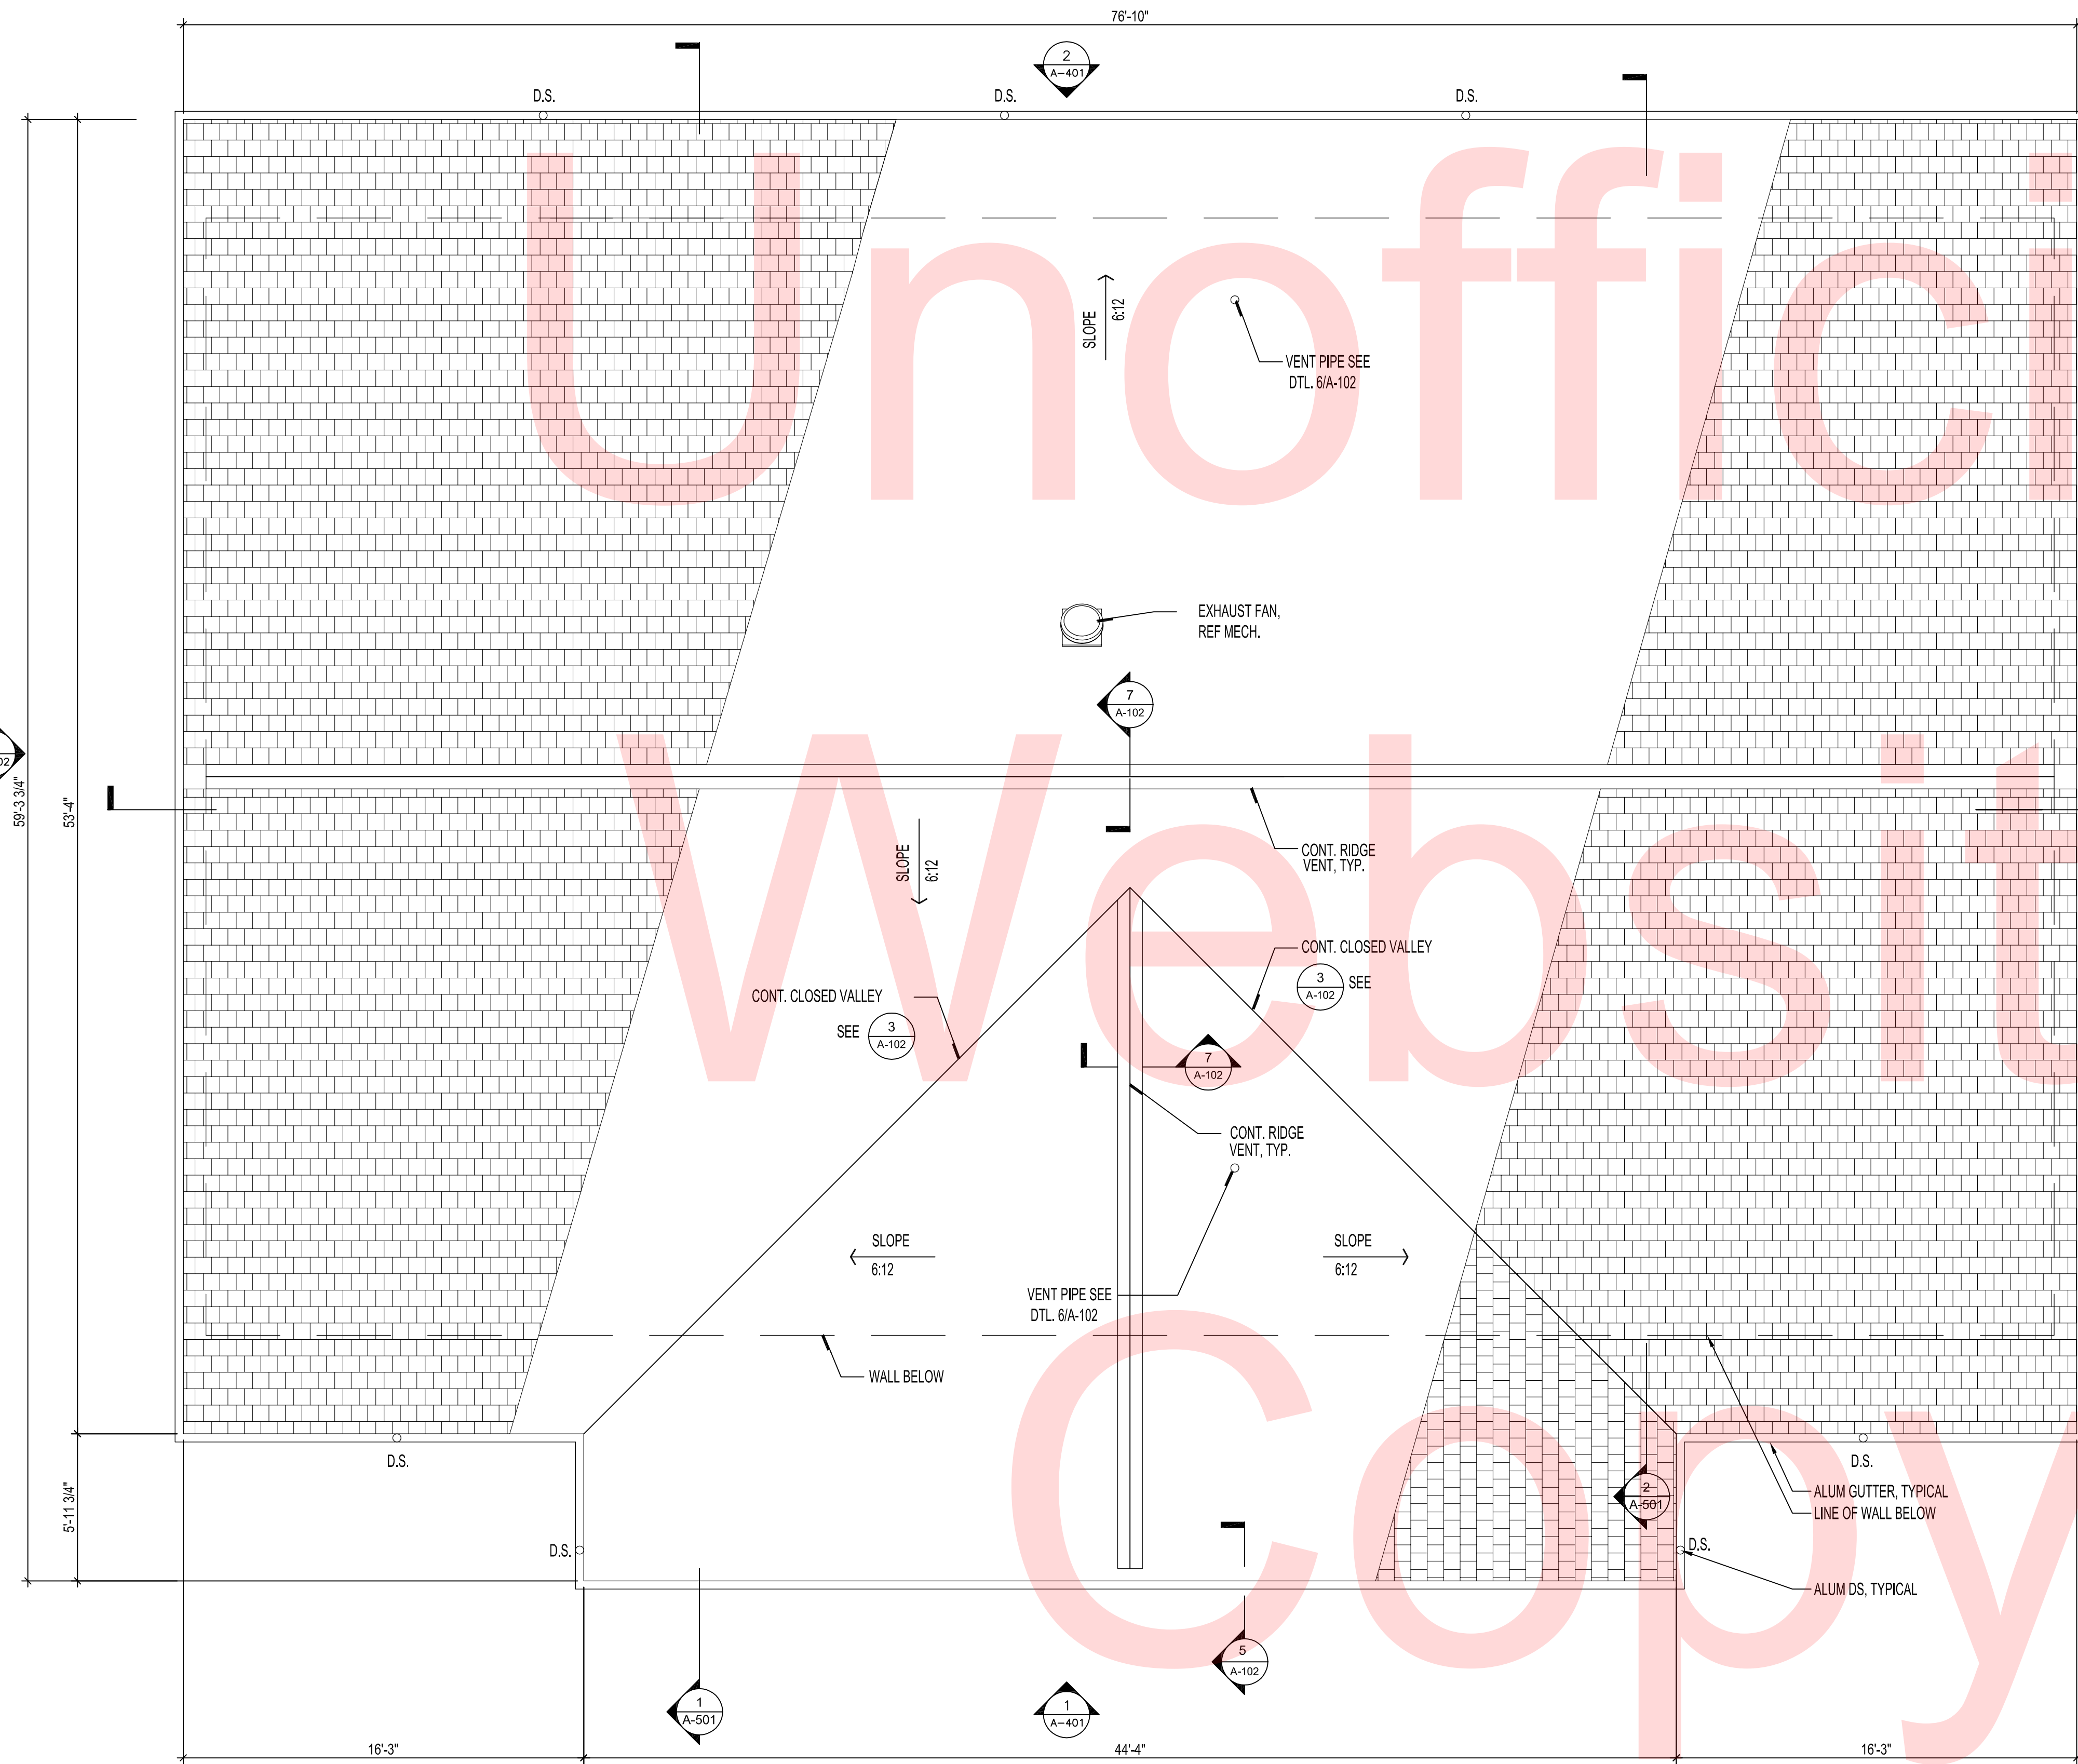 76'-10"
2
A-401
D.S.
D.S.
D.S.
Unoffici
SLOPE
6:12
VENT PIPE SEE
DTL. 6/A-102
EXHAUST FAN,
REF MECH.
7
A-102
02
59'-3 3/4"
53'-4"
Websit
CONT. RIDGE
VENT, TYP.
SLOPE
6:12
CONT. CLOSED VALLEY
3
A-102
SEE
CONT. CLOSED VALLEY
SEE
3
A-102
7
A-102
CONT. RIDGE
VENT, TYP.
SLOPE
6:12
SLOPE
6:12
VENT PIPE SEE
DTL. 6/A-102
Copy
WALL BELOW
D.S.
D.S.
5'-11 3/4"
2
A-501
ALUM GUTTER, TYPICAL
LINE OF WALL BELOW
D.S.
D.S.
ALUM DS, TYPICAL
5
A-102
1
A-501
1
A-401
16'-3"
44'-4"
16'-3"